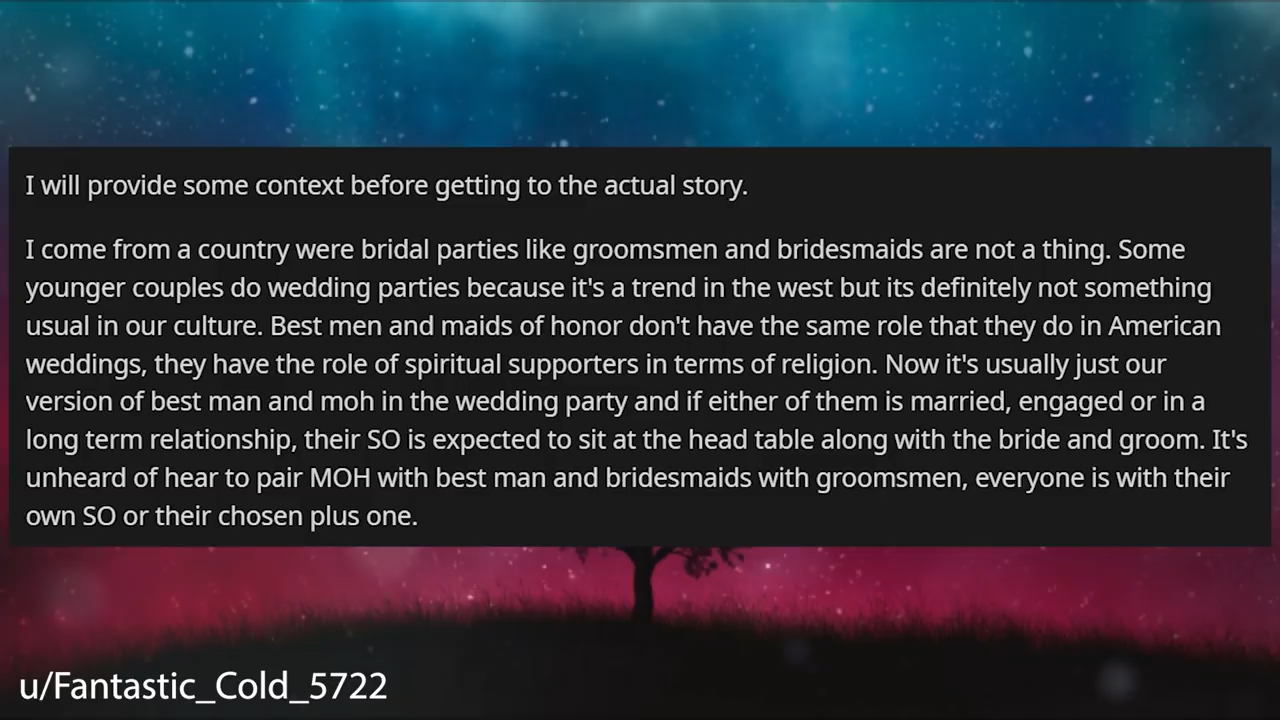 I will provide some context before getting to the actual story.
I come from a country were bridal parties like groomsmen and bridesmaids are not a thing. Some
younger couples do wedding parties because it's a trend in the west but its definitely not something
usual in our culture. Best men and maids of honor don't have the same role that they do in American
weddings, they have the role of spiritual supporters in terms of religion. Now it's usually just our
version of best man and moh in the wedding party and if either of them is married, engaged or in a
long term relationship, their SO is expected to sit at the head table along with the bride and groom. It's
unheard of hear to pair MOH with best man and bridesmaids with groomsmen, everyone is with their
own SO or their chosen plus one.
u/Fantastic_Cold_5722